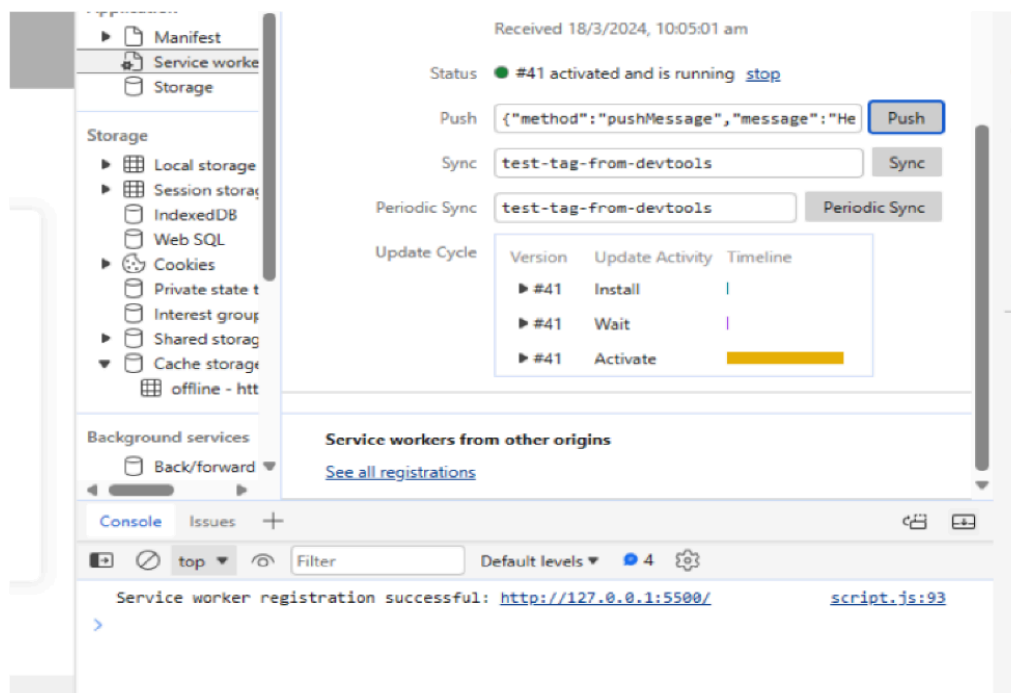 Application
Manifest
Service worke
Storage
Storage
Local storage
Session storag
IndexedDB
Web SQL
Cookies
Private state t
Interest group
Shared storag
Cache storage
offline - htt
Background services
Back/forward
Received 18/3/2024, 10:05:01 am
Status #41 activated and is running stop
Push {"method":"pushMessage","message":"He Push
Sync test-tag-from-devtools Sync
Periodic Sync test-tag-from-devtools Periodic Sync
Update Cycle Version Update Activity Timeline
#41 Install
#41 Wait
#41 Activate
Service workers from other origins
See all registrations
Console Issues
top Filter Default levels 4
Service worker registration successful: http://127.0.0.1:5500/ script.js:93
>